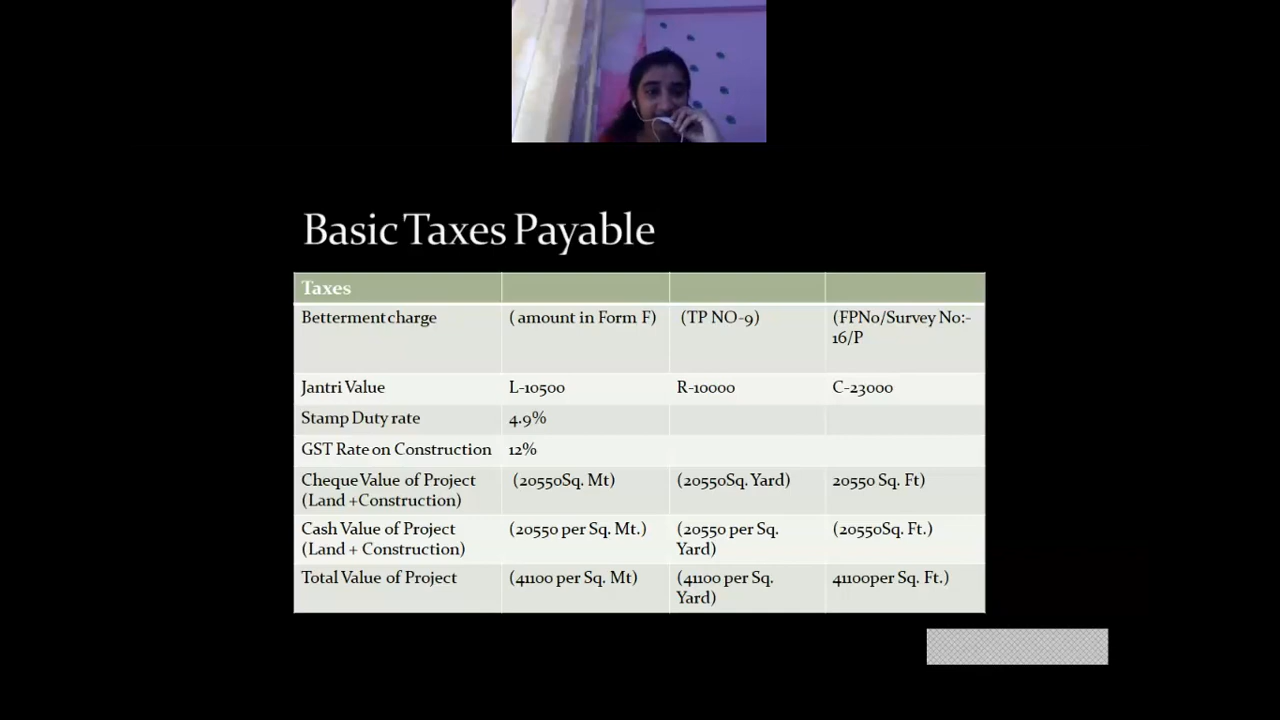 Basic Taxes Payable
Taxes
Betterment charge ( amount in Form F) (TP NO-9) (FPNo/Survey No:-
16/P
Jantri Value L-10500 R-10000 C-23000
Stamp Duty rate 4.9%
GST Rate on Construction 12%
Cheque Value of Project (20550Sq. Mt) (20550Sq. Yard) 20550 Sq. Ft)
(Land +Construction)
Cash Value of Project (20550 per Sq. Mt.) (20550 per Sq. (20550Sq. Ft.)
(Land + Construction) Yard)
Total Value of Project (41100 per Sq. Mt) (41100 per Sq. 41100per Sq. Ft.)
Yard)